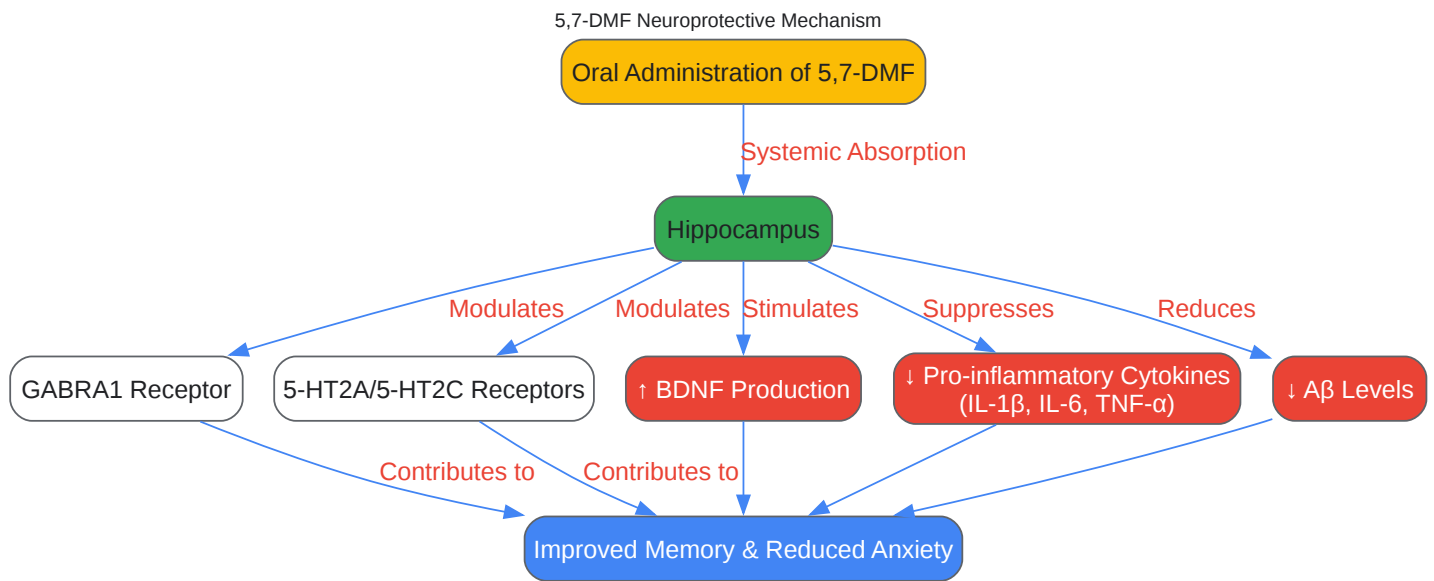 5,7-DMF Neuroprotective Mechanism
Oral Administration of 5,7-DMF
Systemic Absorption
Hippocampus
Modulates
Modulates
Stimulates
Suppresses
Reduces
GABRA1 Receptor
5-HT2A/5-HT2C Receptors
↑ BDNF Production
↓ Pro-inflammatory Cytokines
(IL-1β, IL-6, TNF-α)
↓ Aβ Levels
Contributes to
Contributes to
Improved Memory & Reduced Anxiety